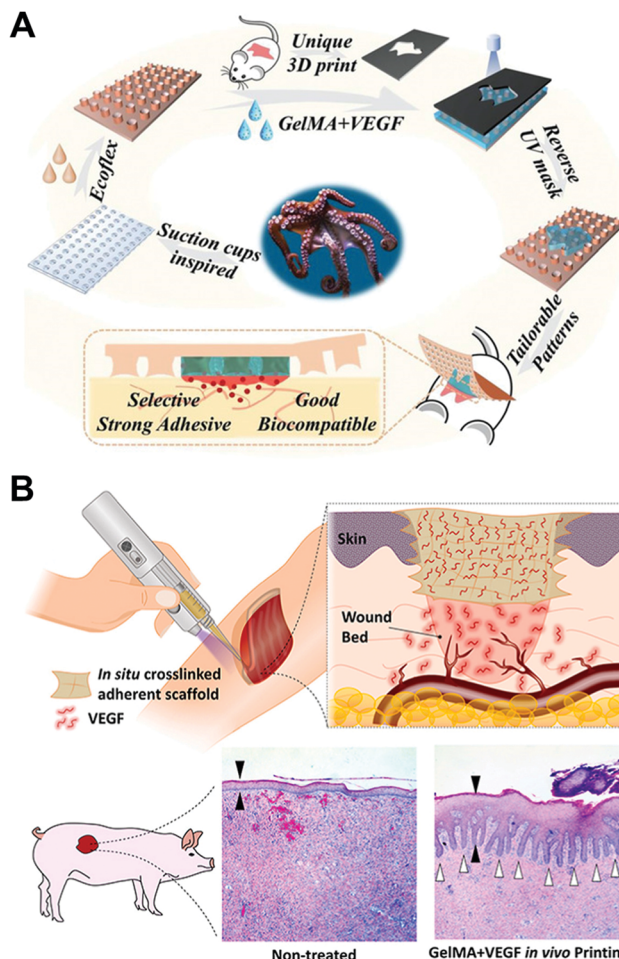 A
Unique
3D print
GelMA+VEGF
Ecoflex
Reverse
UV mask
Suction cups
inspired
Tailorable
Patterns
Selective
Strong Adhesive
Good
Biocompatible
B
Skin
Wound
Bed
In situ crosslinked
adherent scaffold
VEGF
Non-treated
GelMA+VEGF in vivo Printin